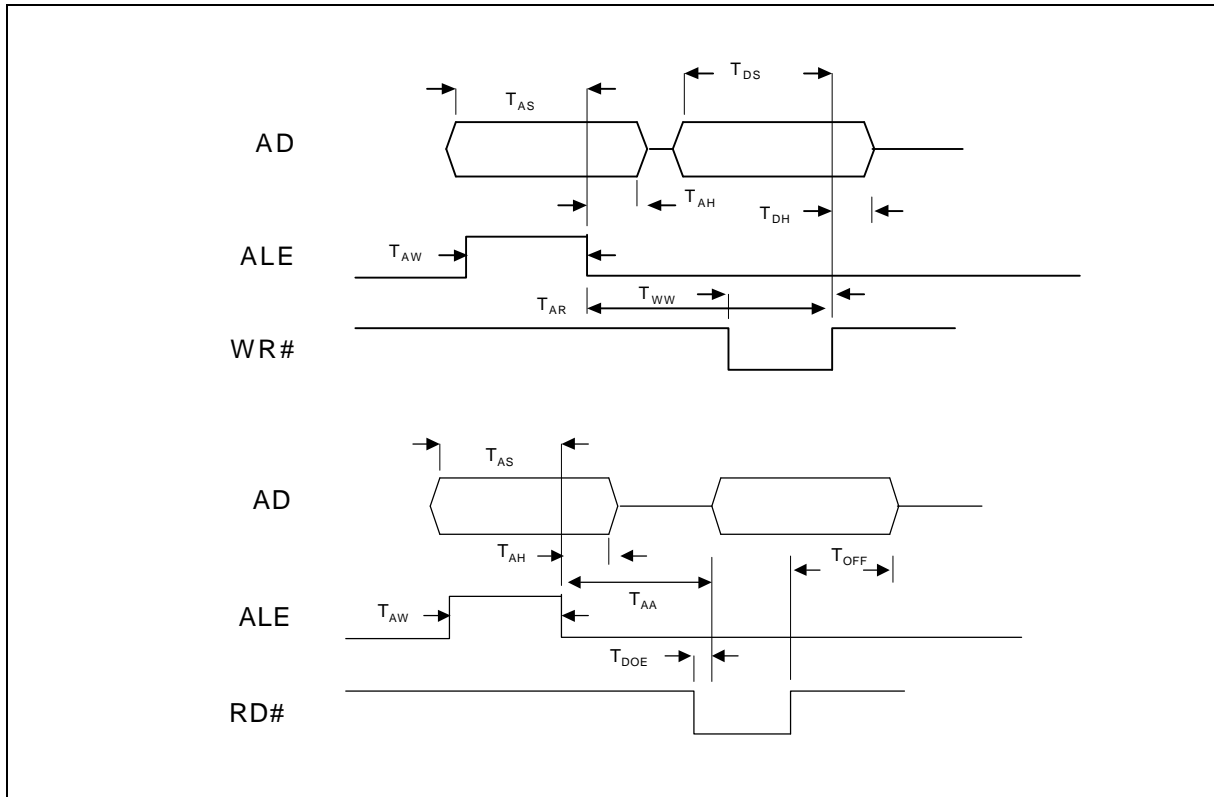 T_DS
T_AS
AD
T_AH
T_DH
T_AW
ALE
T_WW
T_AR
WR#
T_AS
AD
T_AH
T_OFF
T_AA
T_AW
ALE
T_DOE
RD#